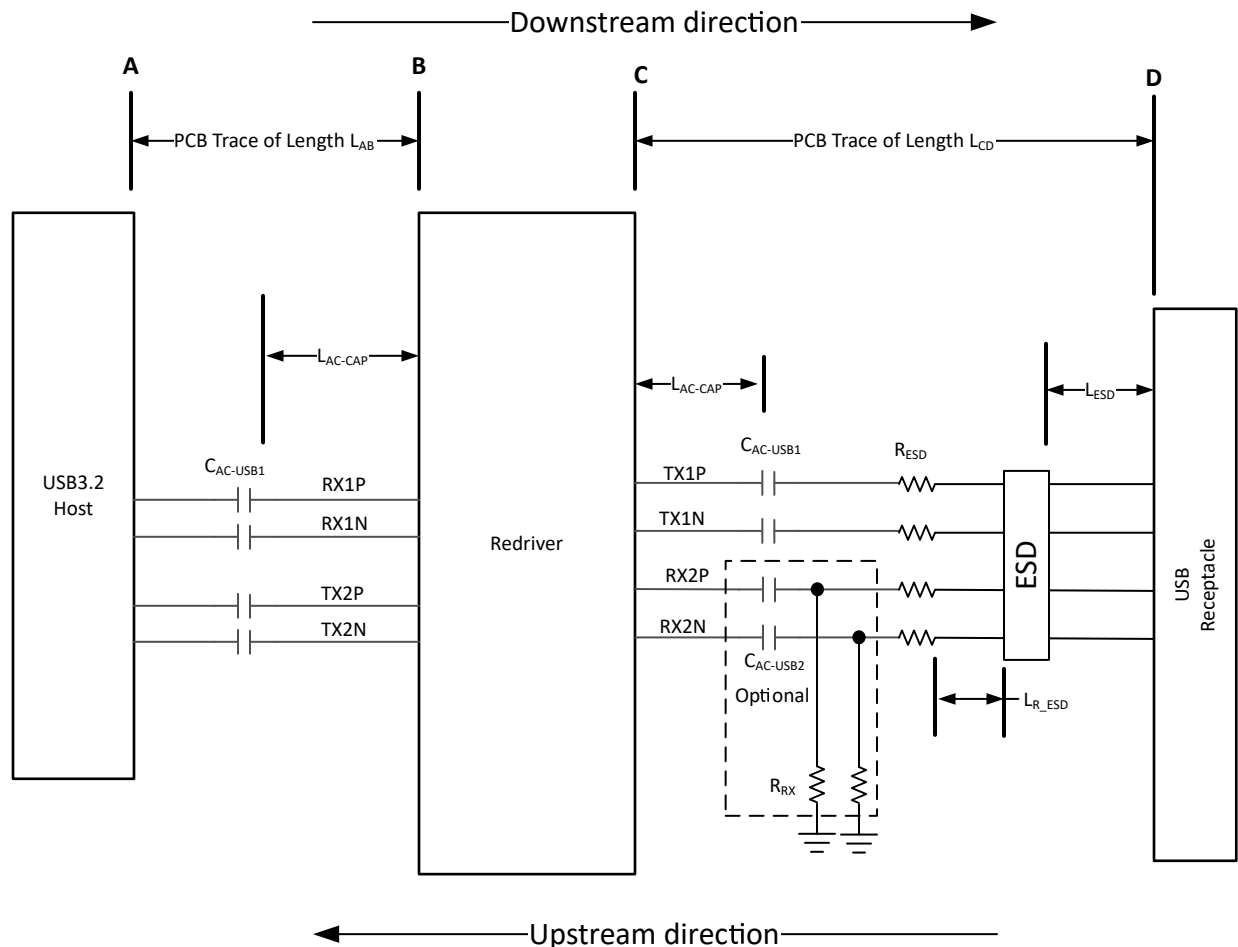 Downstream direction
A
B
C
D
PCB Trace of Length LAB
PCB Trace of Length LCD
LAC-CAP
LAC-CAP
LESD
USB3.2
Host
CAC-USB1
RX1P
RX1N
TX2P
TX2N
Redriver
TX1P
TX1N
RX2P
RX2N
CAC-USB1
RESD
CAC-USB2
Optional
RRX
ESD
LR_ESD
USB
Receptacle
Upstream direction